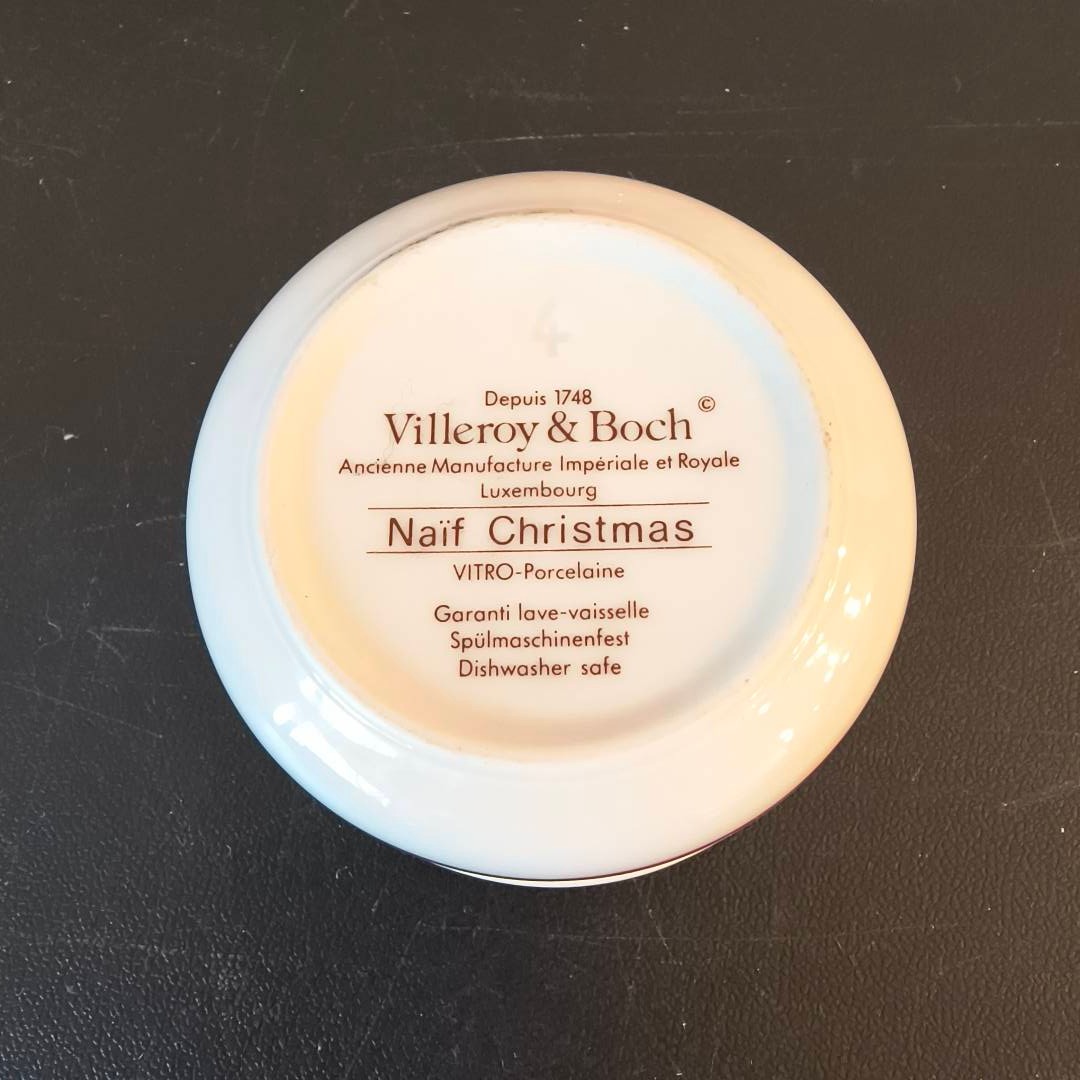 4
Depuis 1748
Villeroy & Boch ©
Ancienne Manufacture Impériale et Royale
Luxembourg
Naïf Christmas
VITRO-Porcelaine
Garanti lave-vaisselle
Spülmaschinenfest
Dishwasher safe